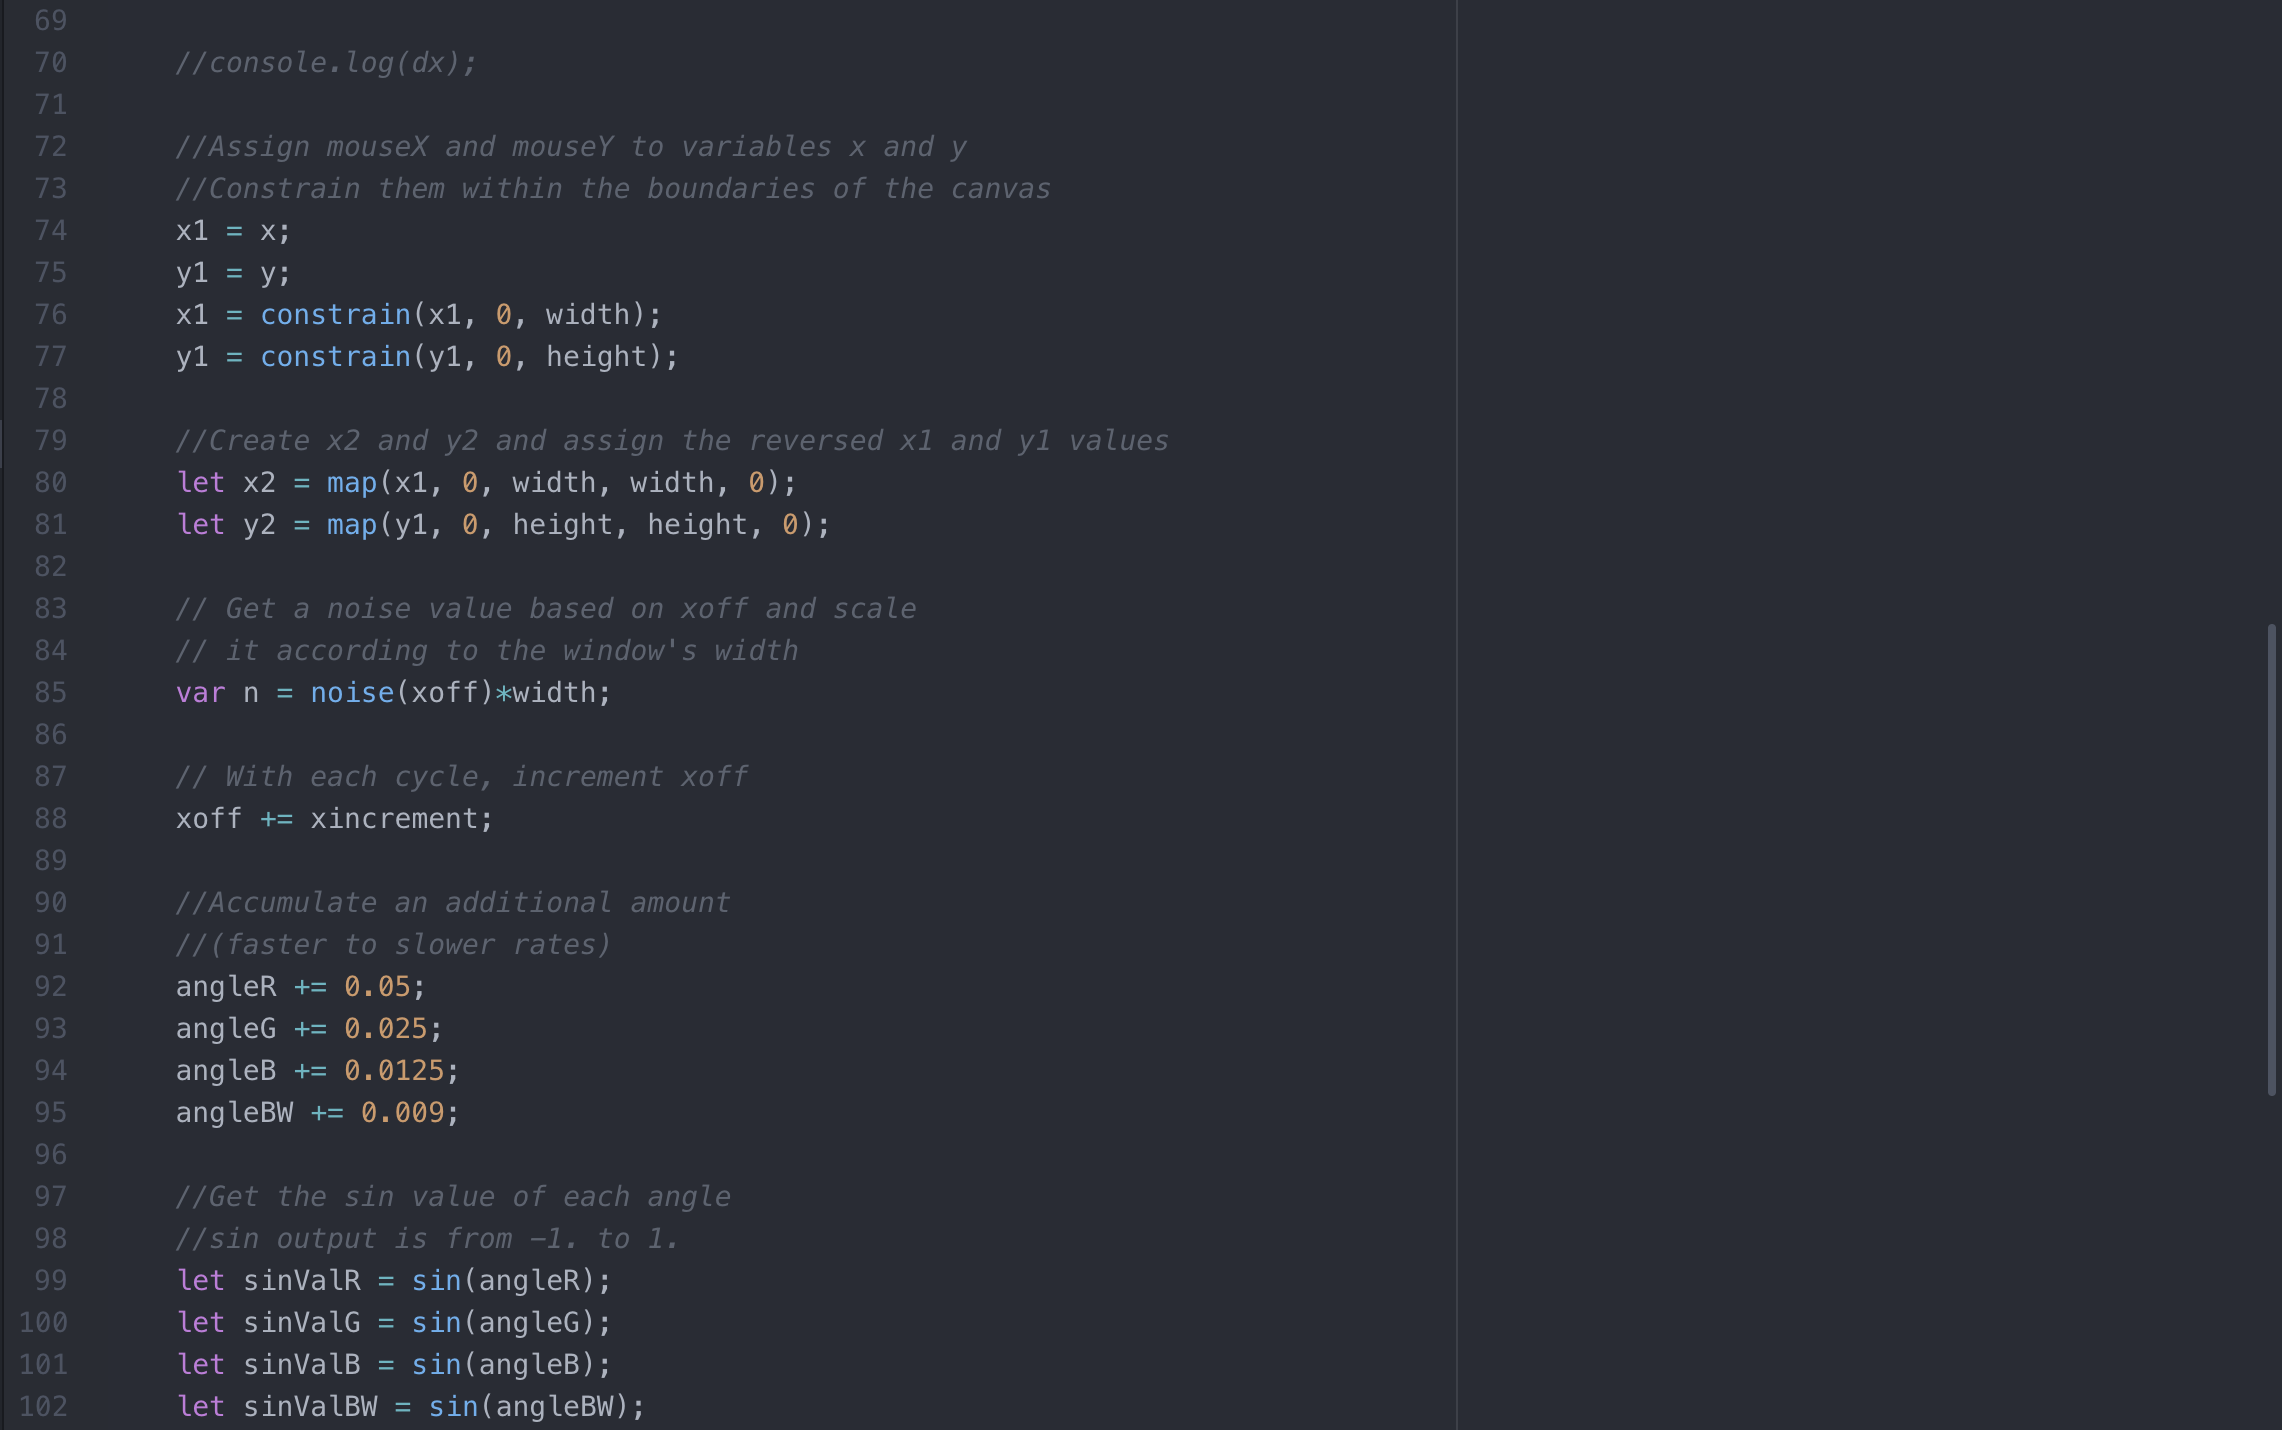 69
70 //console.log(dx);
71
72 //Assign mouseX and mouseY to variables x and y
73 //Constrain them within the boundaries of the canvas
74 x1 = x;
75 y1 = y;
76 x1 = constrain(x1, 0, width);
77 y1 = constrain(y1, 0, height);
78
79 //Create x2 and y2 and assign the reversed x1 and y1 values
80 let x2 = map(x1, 0, width, width, 0);
81 let y2 = map(y1, 0, height, height, 0);
82
83 // Get a noise value based on xoff and scale
84 // it according to the window's width
85 var n = noise(xoff)*width;
86
87 // With each cycle, increment xoff
88 xoff += xincrement;
89
90 //Accumulate an additional amount
91 //(faster to slower rates)
92 angleR += 0.05;
93 angleG += 0.025;
94 angleB += 0.0125;
95 angleBW += 0.009;
96
97 //Get the sin value of each angle
98 //sin output is from -1. to 1.
99 let sinValR = sin(angleR);
100 let sinValG = sin(angleG);
101 let sinValB = sin(angleB);
102 let sinValBW = sin(angleBW);